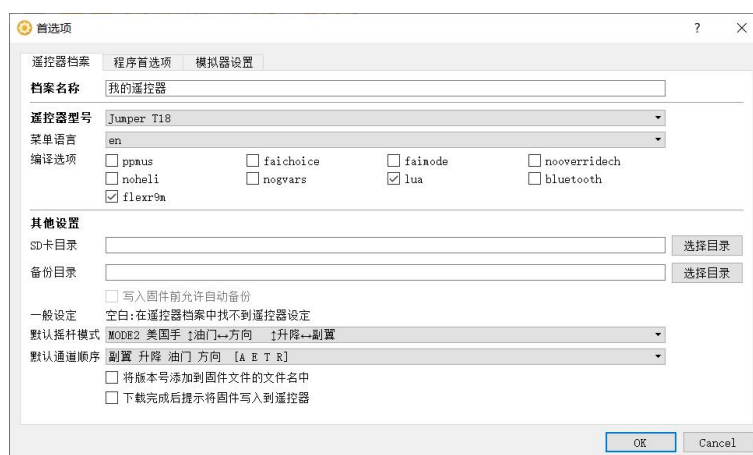 首选项
遥控器档案 程序首选项 模拟器设置
档案名称 我的遥控器
遥控器型号 Jumper T18
菜单语言 en
编译选项 ppmus faichoice faimode nooverridech
noheli nogvars lua bluetooth
flexr9m
其他设置
SD卡目录 选择目录
备份目录 选择目录
写入固件前允许自动备份
一般设定 空白:在遥控器档案中找不到遥控器设定
默认摇杆模式 MODE2 美国手 ↕油门↔方向 ↕升降↔副翼
默认通道顺序 副翼 升降 油门 方向 [A E T R]
将版本号添加到固件文件的文件名中
下载完成后提示将固件写入到遥控器
OK Cancel